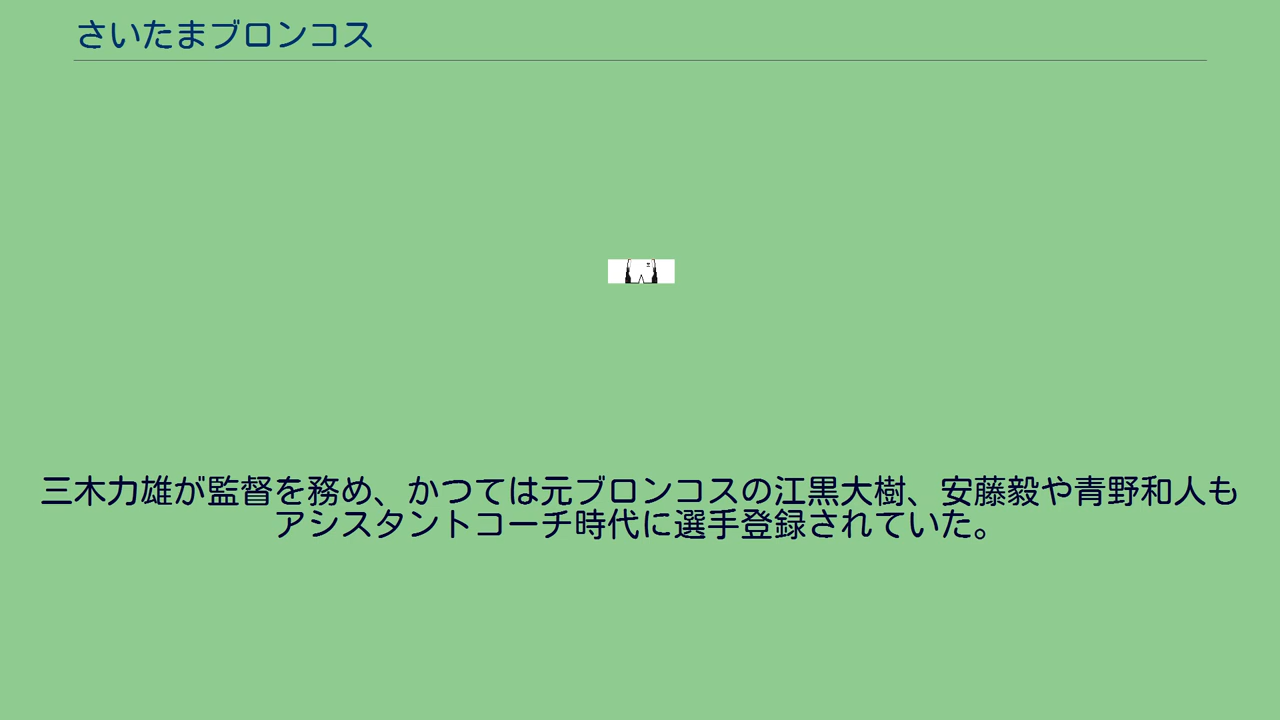 さいたまブロンコス
三木力雄が監督を務め、かつては元ブロンコスの江黒大樹、安藤毅や青野和人も
アシスタントコーチ時代に選手登録されていた。